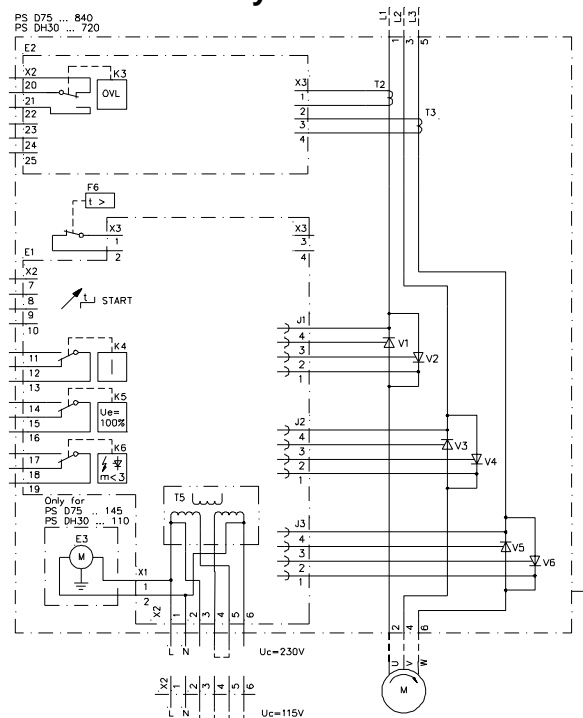 y
PS D75 ... 840
PS DH30 ... 720
L1
L2
L3
1
3
5
E2
X2
K3
20
OVL
21
22
23
24
25
X3
1
2
3
4
T2
T3
F6
t >
X3
1
2
X3
3
4
E1
X2
7
8
9
10
t
START
K4
11
12
13
I
K5
14
15
16
Ue=
100%
K6
17
18
19
m<3
J1
4
3
2
1
V1
V2
J2
4
3
2
1
V3
V4
J3
4
3
2
1
V5
V6
Only for
PS D75 .. 145
PS DH30 ... 110
E3
M
T5
X1
1
2
X2
1
2
3
4
5
6
L N
Uc=230V
X2
1
2
3
4
5
6
L N
Uc=115V
2
4
6
U
V
W
M